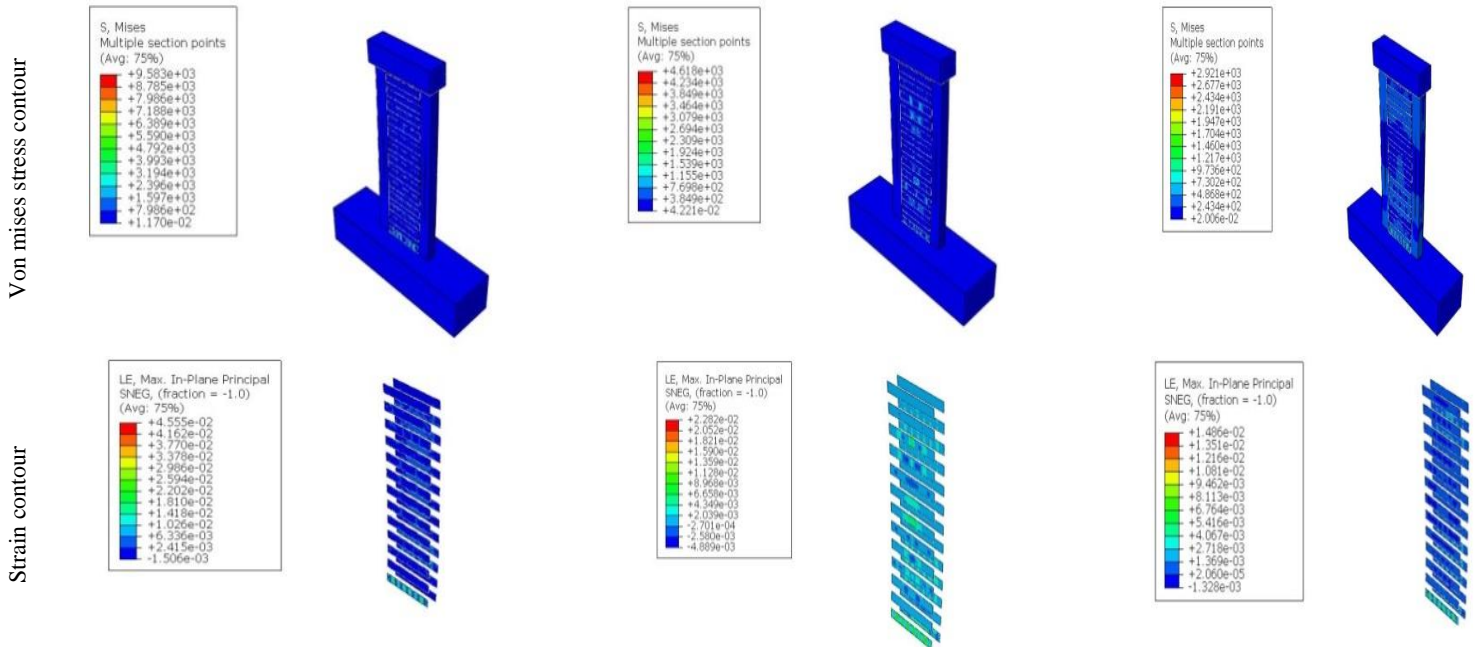 Von mises stress contour
S, Mises
Multiple section points
(Avg: 75%)
+9.583e+03
+8.785e+03
+7.986e+03
+7.188e+03
+6.389e+03
+5.590e+03
+4.792e+03
+3.993e+03
+3.194e+03
+2.396e+03
+1.597e+03
+7.986e+02
+1.170e-02
S, Mises
Multiple section points
(Avg: 75%)
+4.618e+03
+4.234e+03
+3.849e+03
+3.464e+03
+3.079e+03
+2.694e+03
+2.309e+03
+1.924e+03
+1.539e+03
+1.155e+03
+7.698e+02
+3.849e+02
+4.221e-02
S, Mises
Multiple section points
(Avg: 75%)
+2.921e+03
+2.677e+03
+2.434e+03
+2.191e+03
+1.947e+03
+1.704e+03
+1.460e+03
+1.217e+03
+9.736e+02
+7.302e+02
+4.868e+02
+2.434e+02
+2.006e-02
Strain contour
LE, Max. In-Plane Principal
SNEG, (fraction = -1.0)
(Avg: 75%)
+4.555e-02
+4.162e-02
+3.770e-02
+3.378e-02
+2.986e-02
+2.594e-02
+2.202e-02
+1.810e-02
+1.418e-02
+1.026e-02
+6.336e-03
+2.415e-03
-1.506e-03
LE, Max. In-Plane Principal
SNEG, (fraction = -1.0)
(Avg: 75%)
+2.282e-02
+2.052e-02
+1.821e-02
+1.590e-02
+1.359e-02
+1.128e-02
+8.968e-03
+6.658e-03
+4.349e-03
+2.039e-03
-2.701e-04
-2.580e-03
-4.889e-03
LE, Max. In-Plane Principal
SNEG, (fraction = -1.0)
(Avg: 75%)
+1.486e-02
+1.351e-02
+1.216e-02
+1.081e-02
+9.462e-03
+8.113e-03
+6.764e-03
+5.416e-03
+4.067e-03
+2.718e-03
+1.369e-03
+2.060e-05
-1.328e-03